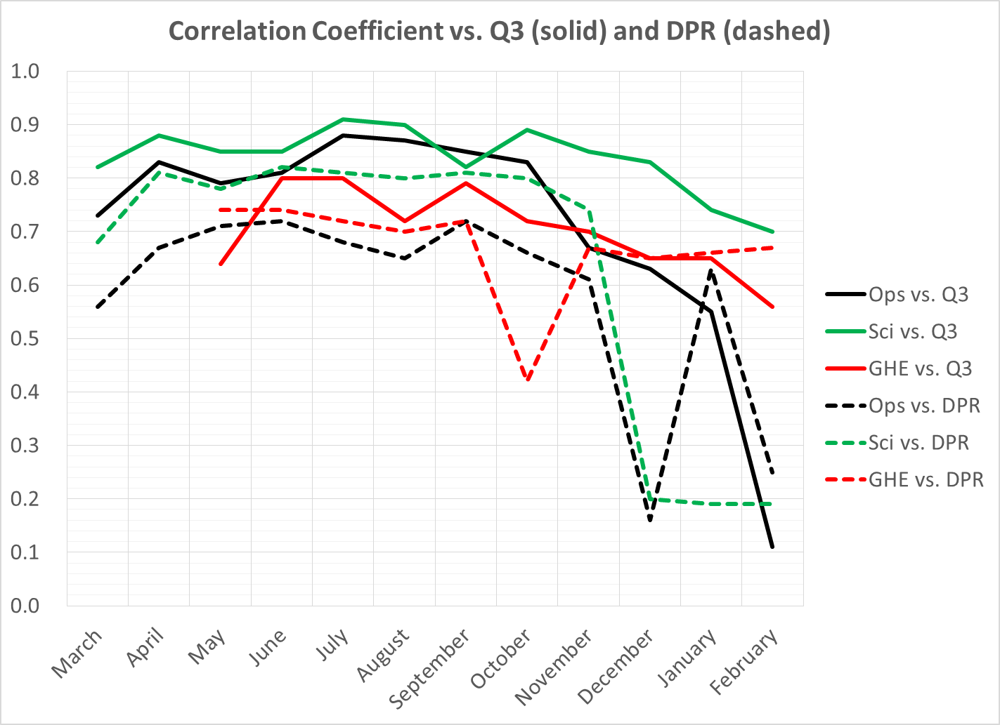 Correlation Coefficient vs. Q3 (solid) and DPR (dashed)
1.0
0.9
0.8
0.7
0.6
0.5
0.4
0.3
0.2
0.1
0.0
March
April
May
June
July
August
September
October
November
December
January
February
Ops vs. Q3
Sci vs. Q3
GHE vs. Q3
Ops vs. DPR
Sci vs. DPR
GHE vs. DPR